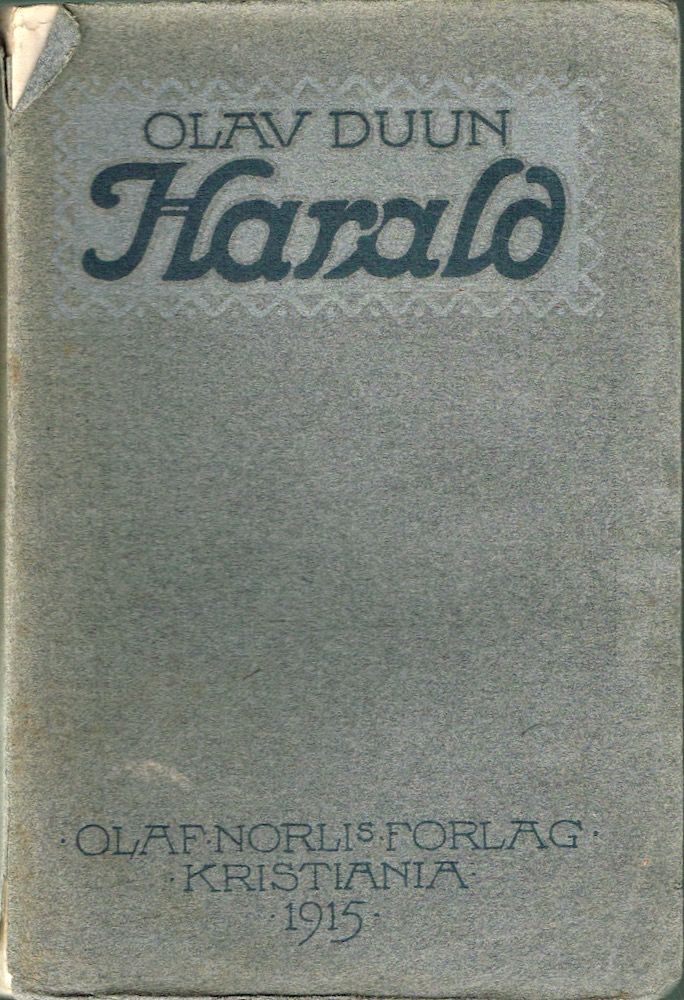 OLAV DUUN
Harald
·OLAF·NORLIS·FORLAG·
·KRISTIANIA·
·1915·